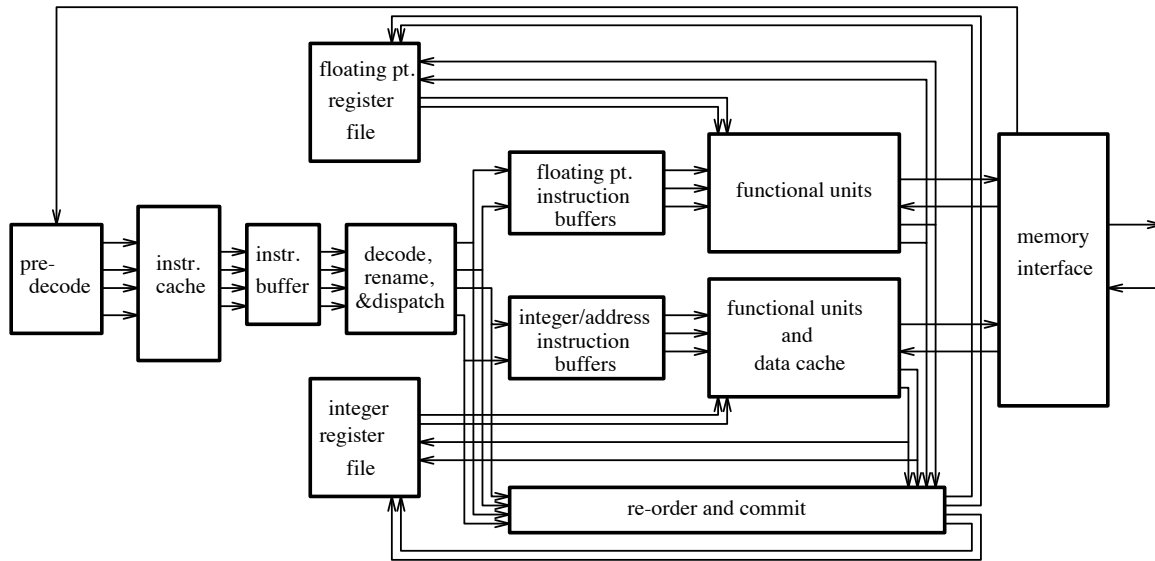 floating pt.
register
file
floating pt.
instruction
buffers
functional units
pre-
decode
instr.
cache
instr.
buffer
decode,
rename,
&dispatch
memory
interface
integer/address
instruction
buffers
functional units
and
data cache
integer
register
file
re-order and commit